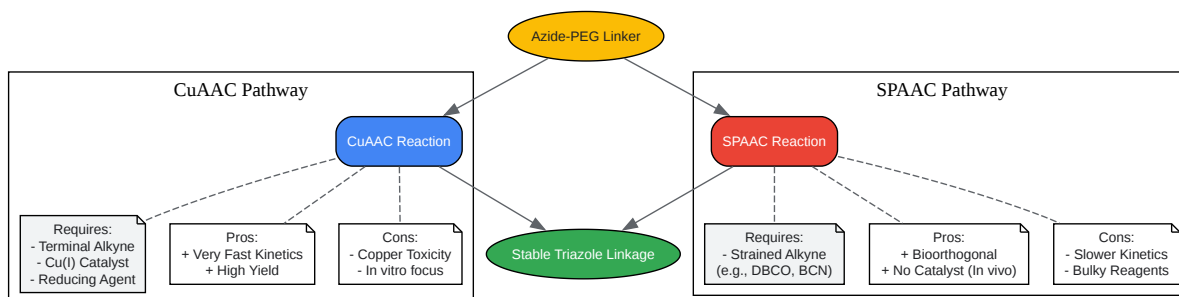 Azide-PEG Linker
CuAAC Pathway
CuAAC Reaction
Requires:
- Terminal Alkyne
- Cu(I) Catalyst
- Reducing Agent
Pros:
+ Very Fast Kinetics
+ High Yield
Cons:
- Copper Toxicity
- In vitro focus
Stable Triazole Linkage
SPAAC Pathway
SPAAC Reaction
Requires:
- Strained Alkyne
(e.g., DBCO, BCN)
Pros:
+ Bioorthogonal
+ No Catalyst (In vivo)
Cons:
- Slower Kinetics
- Bulky Reagents